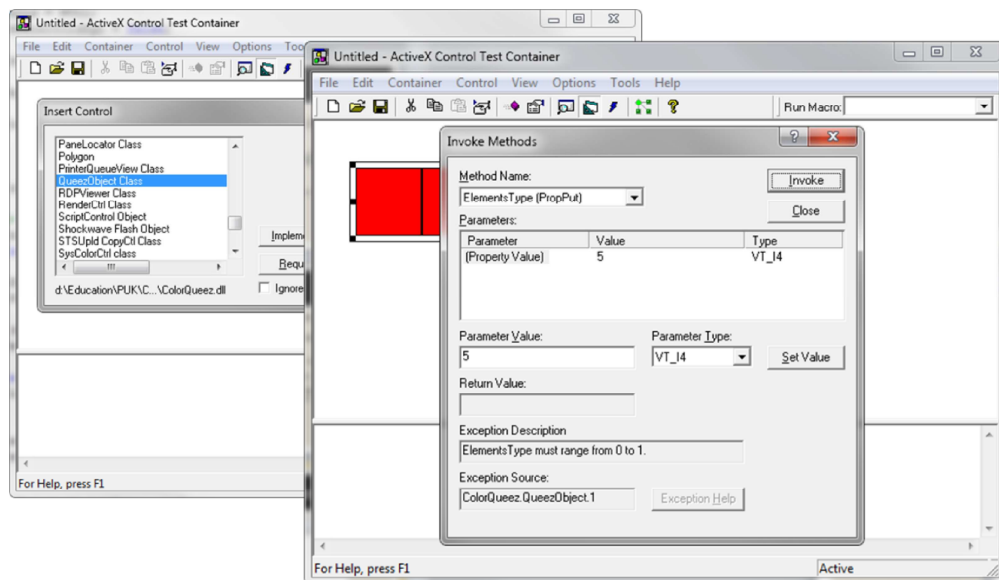 Untitled - ActiveX Control Test Container
File Edit Container Control View Options Too
Insert Control
PaneLocator Class
Polygon
PrinterQueueView Class
QueezObject Class
RDPViewer Class
RenderCtrl Class
ScriptControl Object
Shockwave Flash Object
STSUpld CopyCtl Class
SysColorCtrl class
Implem
Requ
Ignore
d:\Education\PUK\C...\ColorQueez.dll
For Help, press F1
Untitled - ActiveX Control Test Container
File Edit Container Control View Options Tools Help
Run Macro:
Invoke Methods
Method Name:
ElementsType (PropPut)
Invoke
Close
Parameters:
Parameter Value Type
(Property Value) 5 VT_I4
Parameter Value: Parameter Type:
5 VT_I4 Set Value
Return Value:
Exception Description
ElementsType must range from 0 to 1.
Exception Source:
ColorQueez.QueezObject.1 Exception Help
For Help, press F1 Active